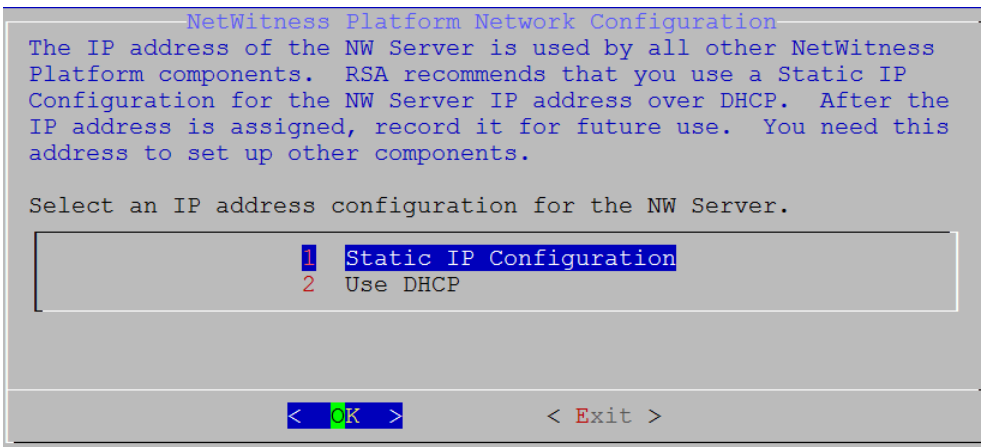 NetWitness Platform Network Configuration
The IP address of the NW Server is used by all other NetWitness
Platform components.  RSA recommends that you use a Static IP
Configuration for the NW Server IP address over DHCP.  After the
IP address is assigned, record it for future use.  You need this
address to set up other components.
Select an IP address configuration for the NW Server.
1  Static IP Configuration
2  Use DHCP
<  OK  >          < Exit >